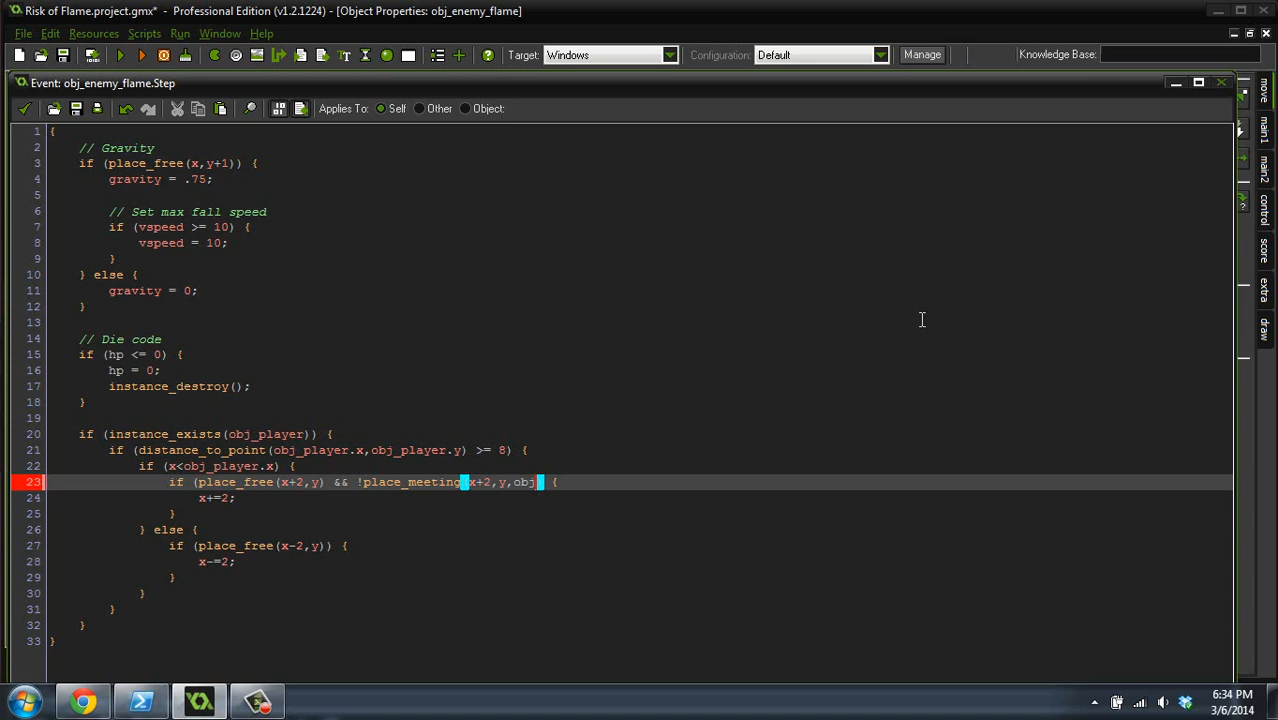 Risk of Flame.project.gmx* - Professional Edition (v1.2.1224) - [Object Properties: obj_enemy_flame]
File Edit Resources Scripts Run Window Help
Target: Windows Configuration: Default Manage Knowledge Base:
Event: obj_enemy_flame.Step
Applies To: Self Other Object:
1 {
2 // Gravity
3 if (place_free(x,y+1)) {
4 gravity = .75;
5
6 // Set max fall speed
7 if (vspeed >= 10) {
8 vspeed = 10;
9 }
10 } else {
11 gravity = 0;
12 }
13
14 // Die code
15 if (hp <= 0) {
16 hp = 0;
17 instance_destroy();
18 }
19
20 if (instance_exists(obj_player)) {
21 if (distance_to_point(obj_player.x,obj_player.y) >= 8) {
22 if (x<obj_player.x) {
23 if (place_free(x+2,y) && !place_meeting(x+2,y,obj) {
24 x+=2;
25 }
26 } else {
27 if (place_free(x-2,y)) {
28 x-=2;
29 }
30 }
31 }
32 }
33 }
move
main1
main2
control
score
extra
draw
6:34 PM
3/6/2014